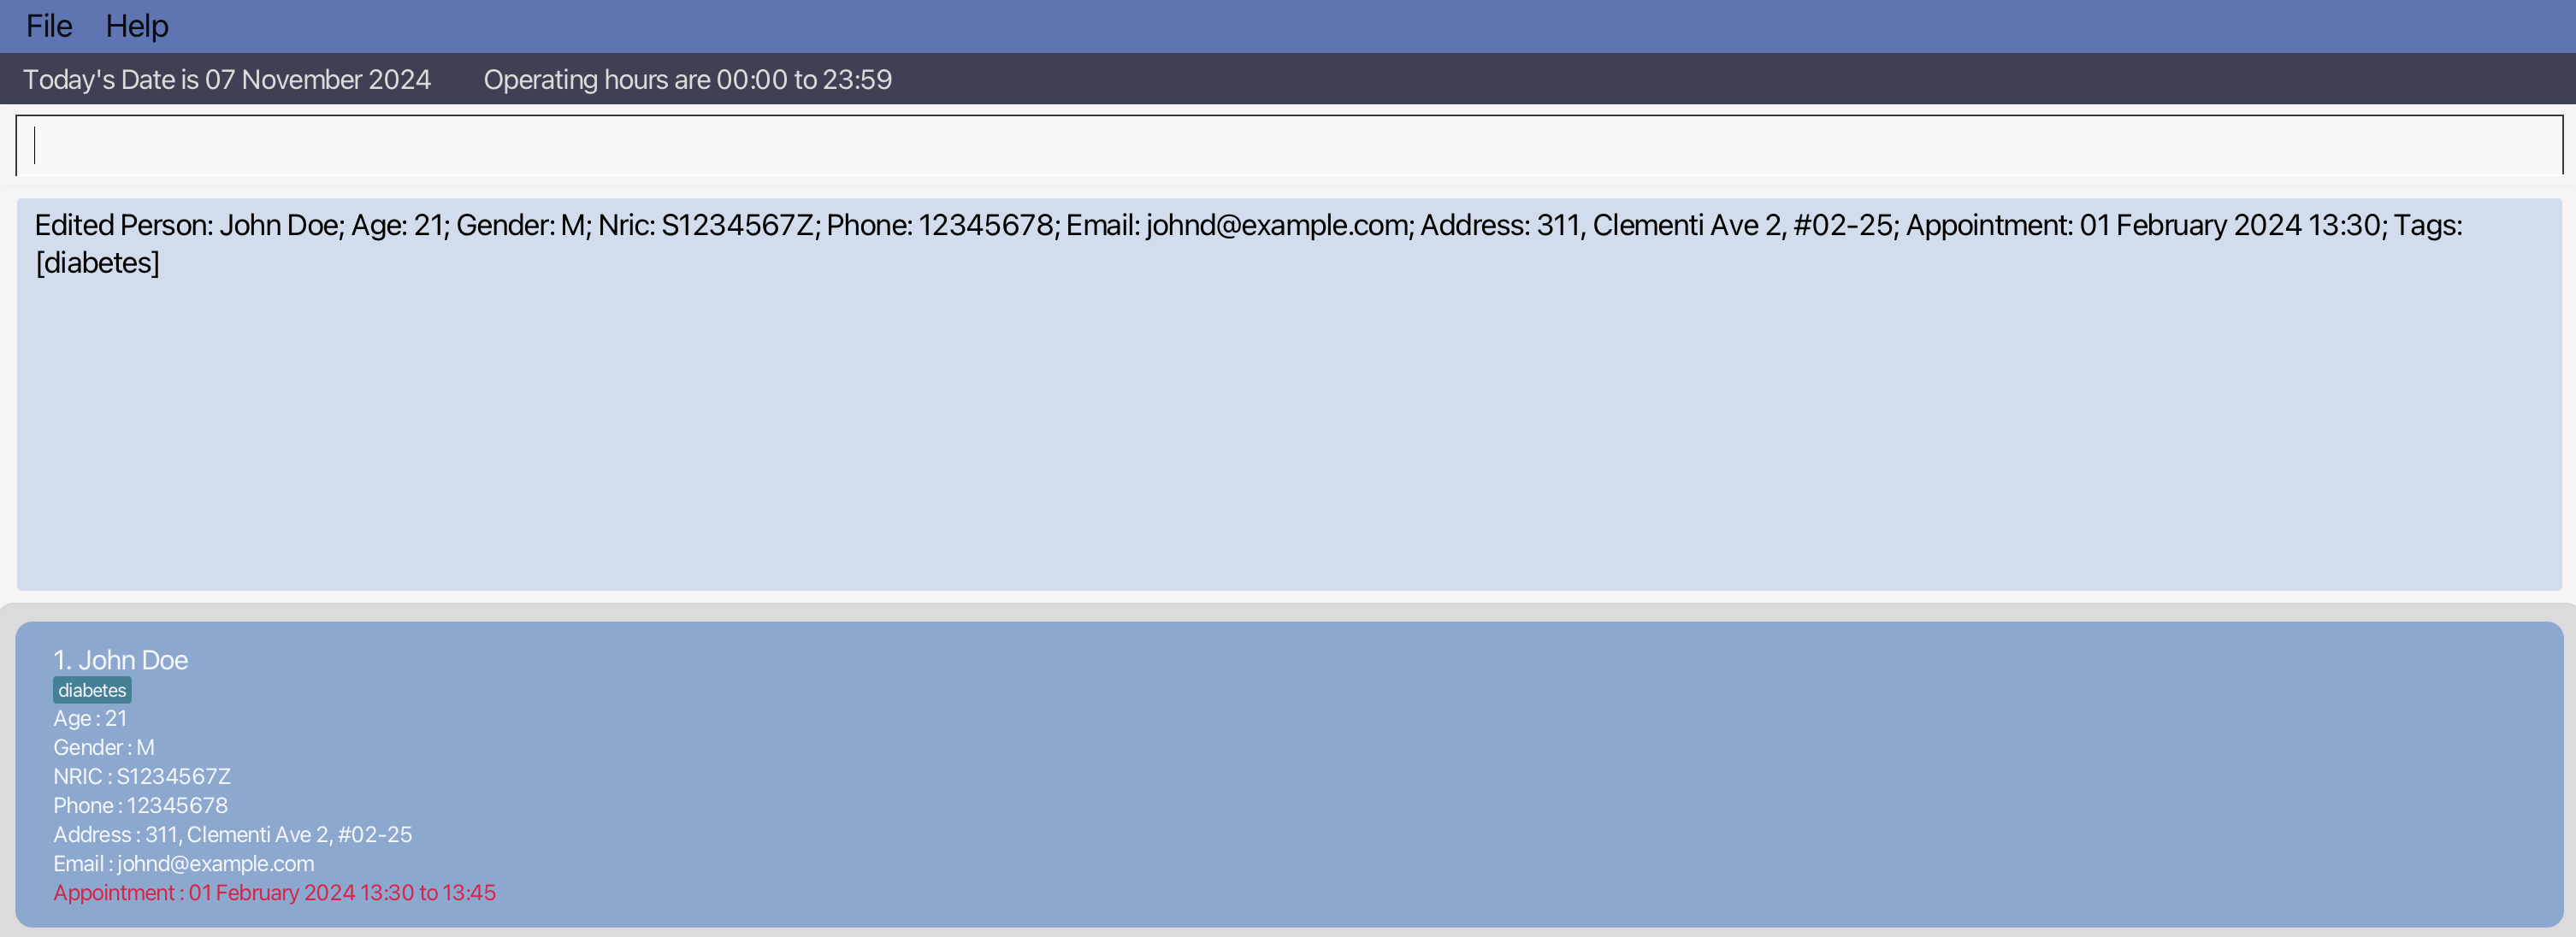 File Help
Today's Date is 07 November 2024 Operating hours are 00:00 to 23:59
Edited Person: John Doe; Age: 21; Gender: M; Nric: S1234567Z; Phone: 12345678; Email: johnd@example.com; Address: 311, Clementi Ave 2, #02-25; Appointment: 01 February 2024 13:30; Tags:
[diabetes]
1. John Doe
diabetes
Age : 21
Gender : M
NRIC : S1234567Z
Phone : 12345678
Address : 311, Clementi Ave 2, #02-25
Email : johnd@example.com
Appointment : 01 February 2024 13:30 to 13:45